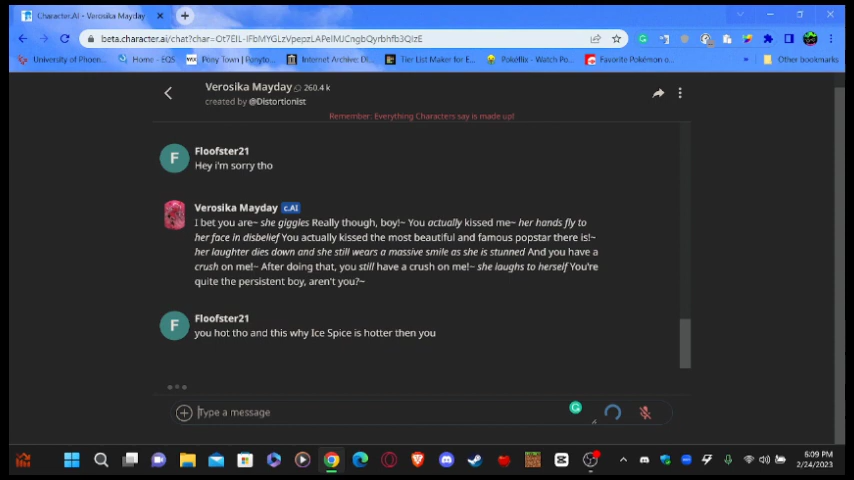 Character.AI - Verosika Mayday
beta.character.ai/chat?char=Ot7EIL-IFbMYGLzVpepzLAPelMJCngbQyrbhfb3QIzE
University of Phoen...
Home - EQS
Pony Town | Ponyto...
Internet Archive: Di...
Tier List Maker for E...
Pokéflix - Watch Po...
Favorite Pokémon o...
Other bookmarks
Verosika Mayday 260.4 k
created by @Distortionist
Remember: Everything Characters say is made up!
F
Floofster21
Hey i'm sorry tho
Verosika Mayday c.AI
I bet you are~ she giggles Really though, boy!~ You actually kissed me~ her hands fly to
her face in disbelief You actually kissed the most beautiful and famous popstar there is!~
her laughter dies down and she still wears a massive smile as she is stunned And you have a
crush on me!~ After doing that, you still have a crush on me!~ she laughs to herself You're
quite the persistent boy, aren't you?~
F
Floofster21
you hot tho and this why Ice Spice is hotter then you
Type a message
6:09 PM
2/24/2023